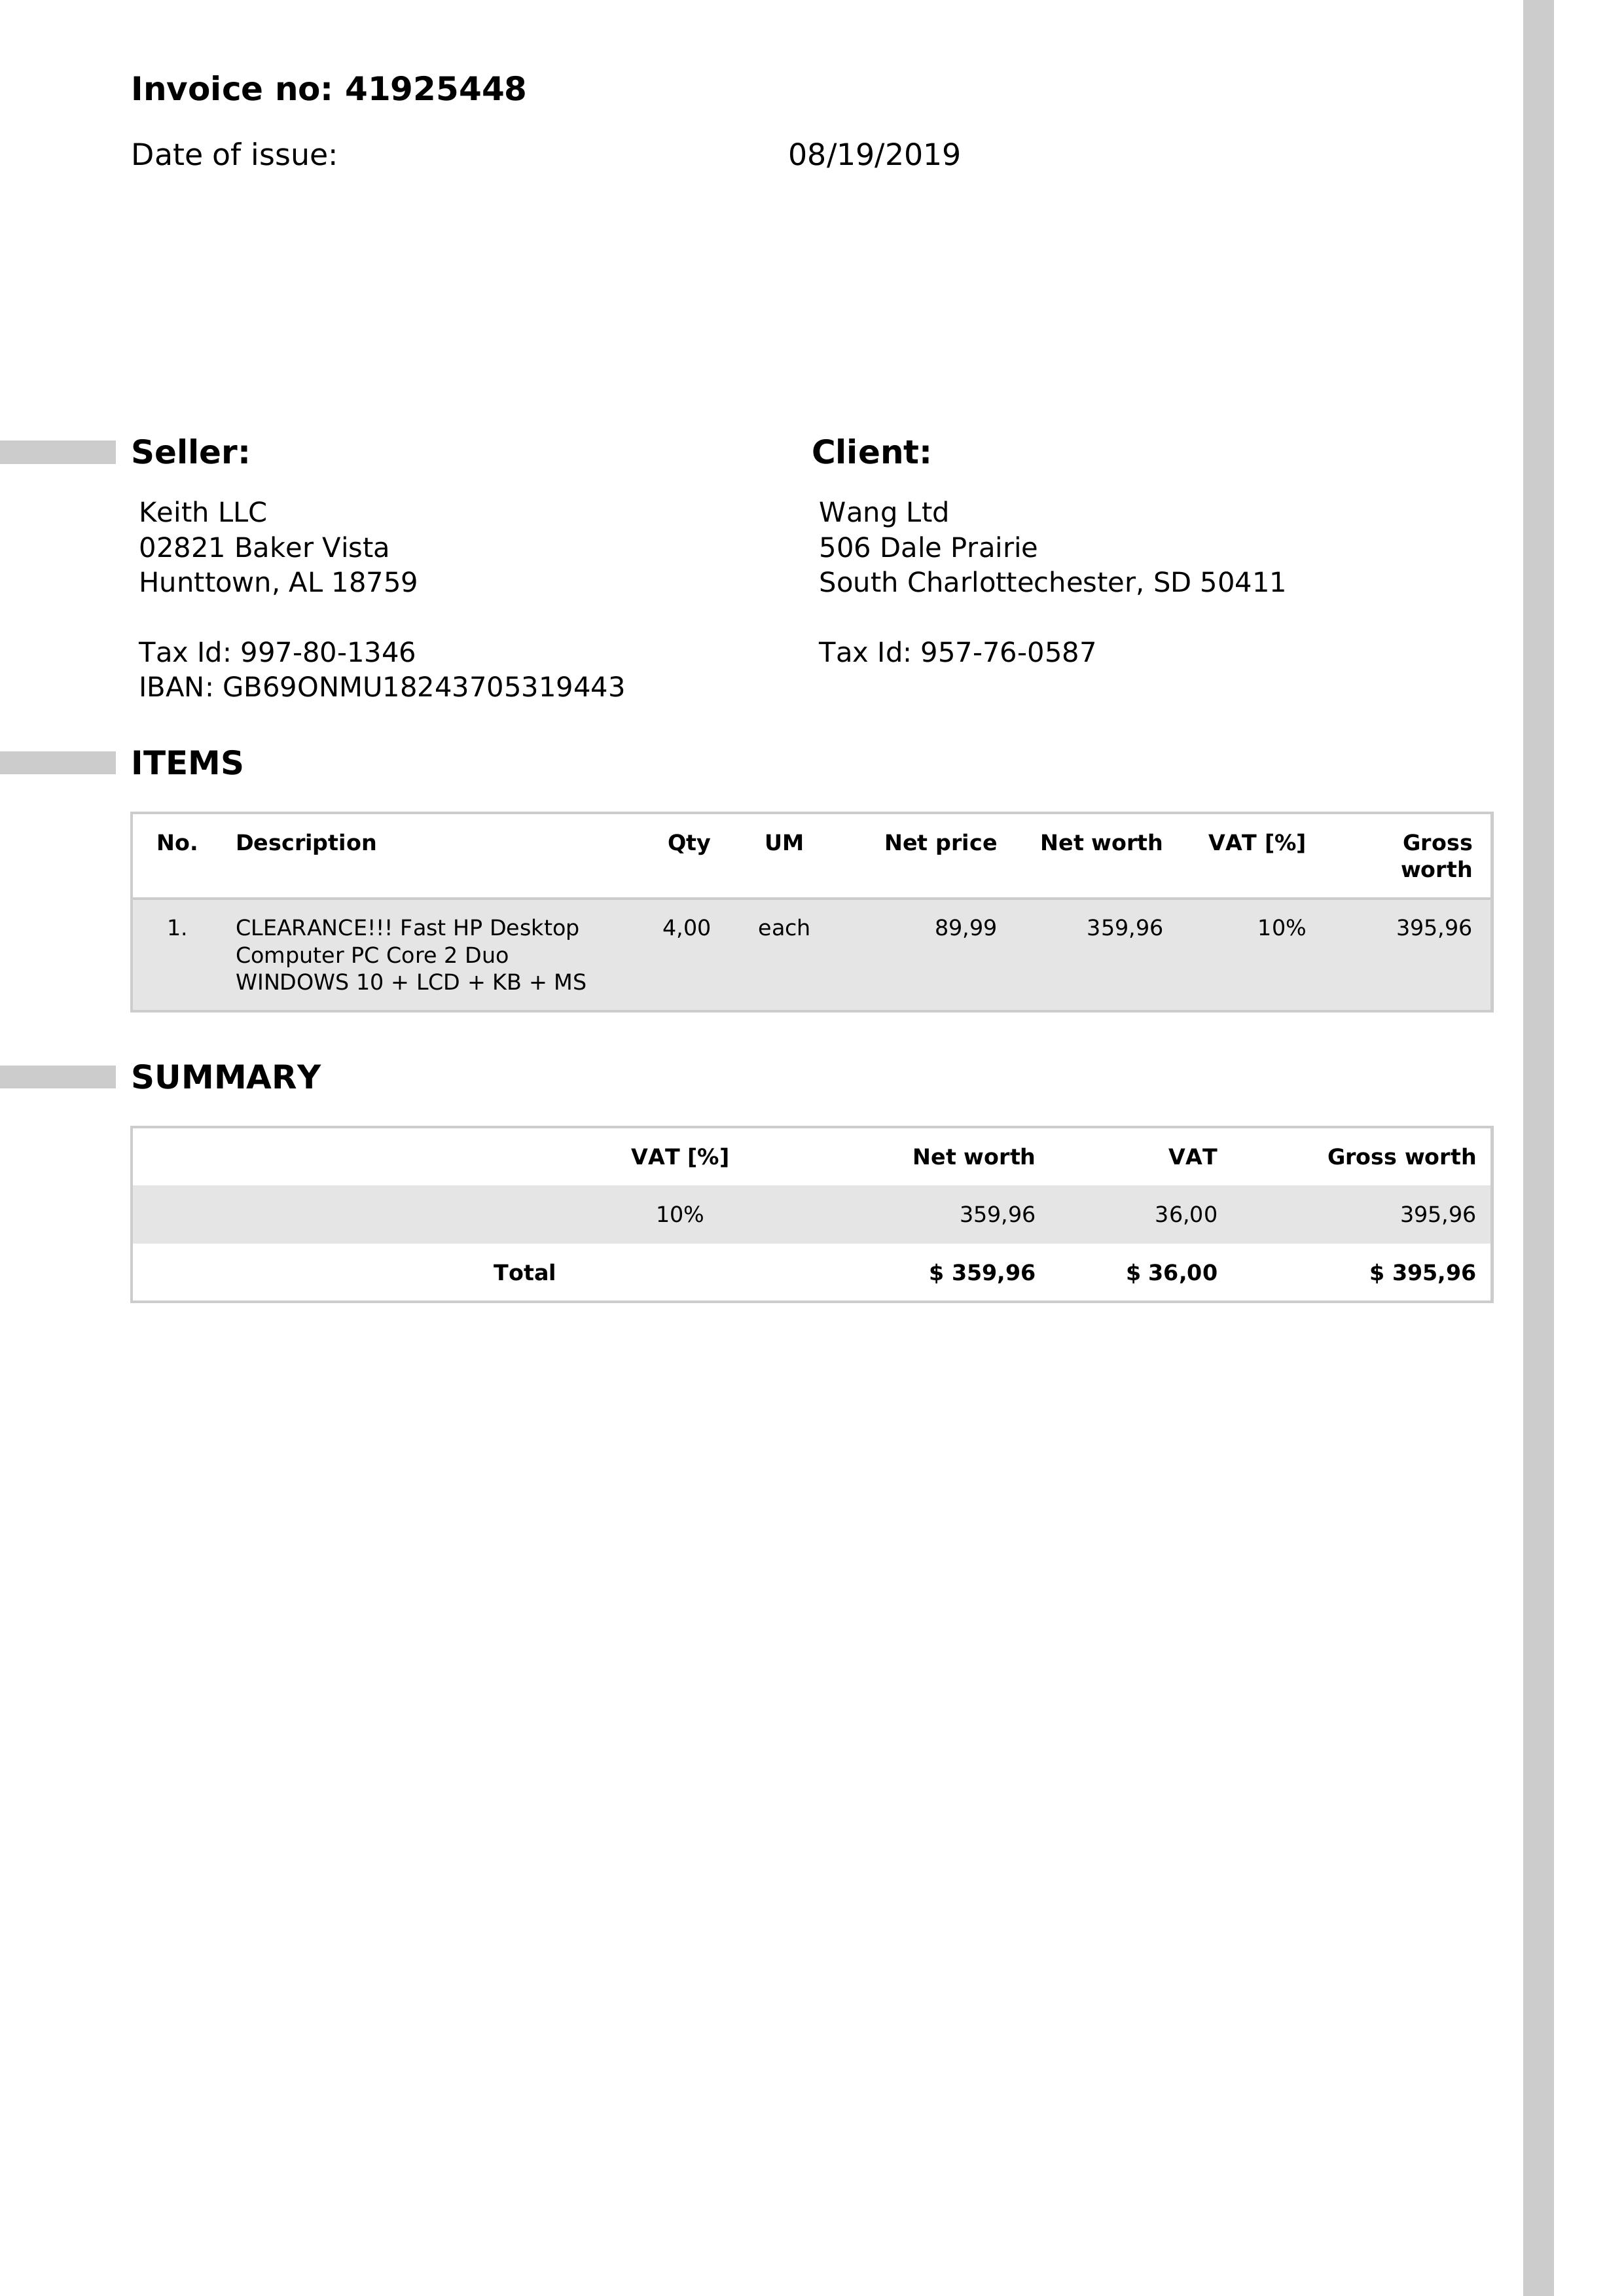 Invoice no: 41925448
Date of issue: 08/19/2019
Seller:
Keith LLC
02821 Baker Vista
Hunttown, AL 18759
Tax Id: 997-80-1346
IBAN: GB69ONMU18243705319443
Client:
Wang Ltd
506 Dale Prairie
South Charlottechester, SD 50411
Tax Id: 957-76-0587
ITEMS
No. Description Qty UM Net price Net worth VAT [%] Gross
worth
1. CLEARANCE!!! Fast HP Desktop 4,00 each 89,99 359,96 10% 395,96
Computer PC Core 2 Duo
WINDOWS 10 + LCD + KB + MS
SUMMARY
VAT [%] Net worth VAT Gross worth
10% 359,96 36,00 395,96
Total $ 359,96 $ 36,00 $ 395,96